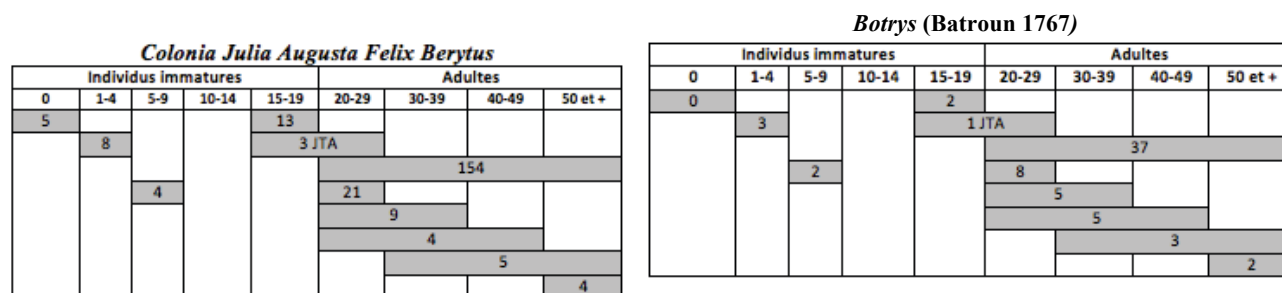 Colonia Julia Augusta Felix Berytus
Individus immatures Adultes
0 1-4 5-9 10-14 15-19 20-29 30-39 40-49 50 et +
5 13
8 3 JTA
154
4 21
9
4
5
4
Botrys (Batroun 1767)
Individus immatures Adultes
0 1-4 5-9 10-14 15-19 20-29 30-39 40-49 50 et +
0 2
3 1 JTA
37
2 8
5
5
3
2